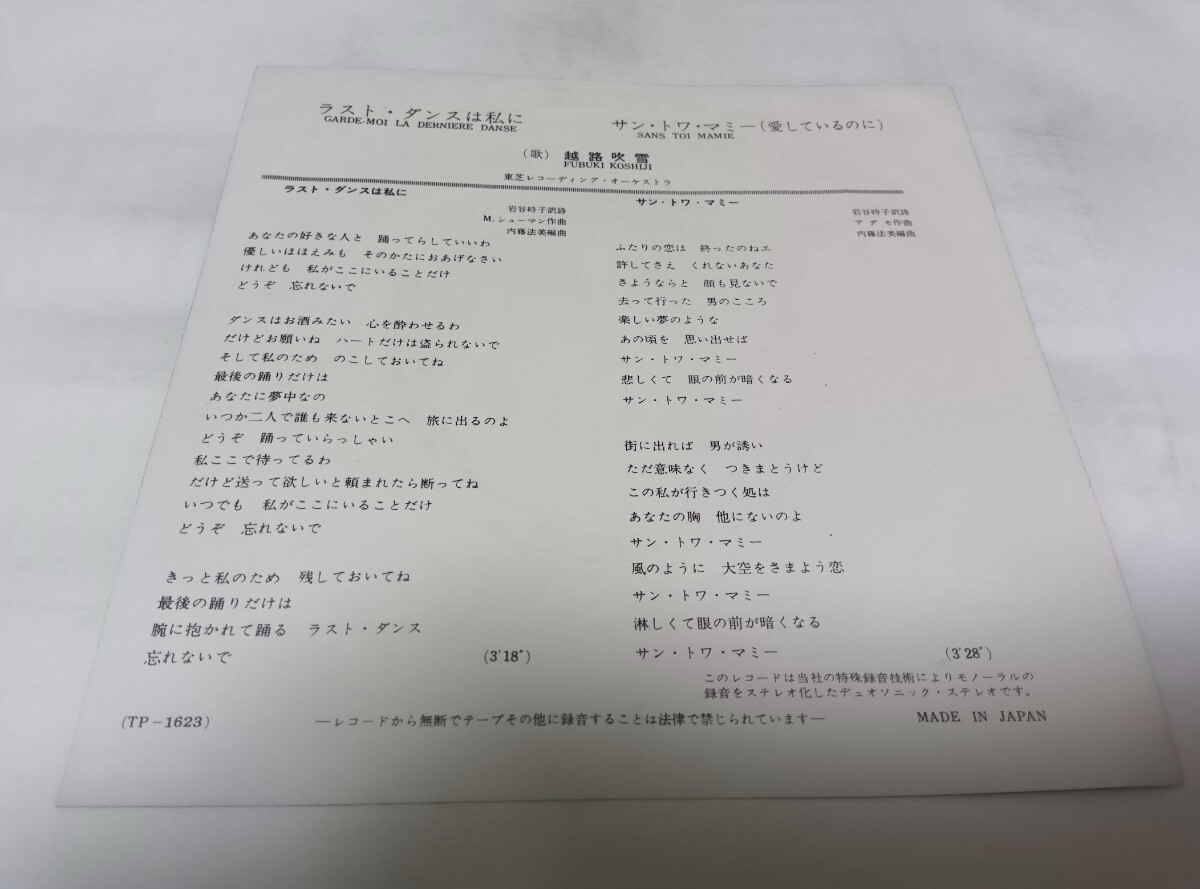 ラスト・ダンスは私に
GARDE-MOI LA DERNIERE DANSE
サン・トワ・マミー(愛しているのに)
SANS TOI MAMIE
(歌) 越路吹雪
FUBUKI KOSHIJI
東芝レコーディング・オーケストラ
ラスト・ダンスは私に
岩谷時子訳詩
M.シューマン作曲
内藤法美編曲
あなたの好きな人と 踊ってらしていいわ
優しいほほえみも そのかたにおあげなさい
けれども 私がここにいることだけ
どうぞ 忘れないで
ダンスはお酒みたい 心を酔わせるわ
だけどお願いね ハートだけは盗られないで
そして私のため のこしておいてね
最後の踊りだけは
あなたに夢中なの
いつか二人で誰も来ないとこへ 旅に出るのよ
どうぞ 踊っていらっしゃい
私ここで待ってるわ
だけど送って欲しいと頼まれたら断ってね
いつでも 私がここにいることだけ
どうぞ 忘れないで
きっと私のため 残しておいてね
最後の踊りだけは
腕に抱かれて踊る ラスト・ダンス
忘れないで (3'18")
サン・トワ・マミー
岩谷時子訳詩
アダモ作曲
内藤法美編曲
ふたりの恋は 終ったのねエ
許してさえ くれないあなた
さようならと 顔も見ないで
去って行った 男のこころ
楽しい夢のような
あの頃を 思い出せば
サン・トワ・マミー
悲しくて 眼の前が暗くなる
サン・トワ・マミー
街に出れば 男が誘い
ただ意味なく つきまとうけど
この私が行きつく処は
あなたの胸 他にないのよ
サン・トワ・マミー
風のように 大空をさまよう恋
サン・トワ・マミー
淋しくて眼の前が暗くなる
サン・トワ・マミー (3'28")
このレコードは当社の特殊録音技術によりモノーラルの
録音をステレオ化したデュオソニック・ステレオです。
(TP-1623) —レコードから無断でテープその他に録音することは法律で禁じられています— MADE IN JAPAN